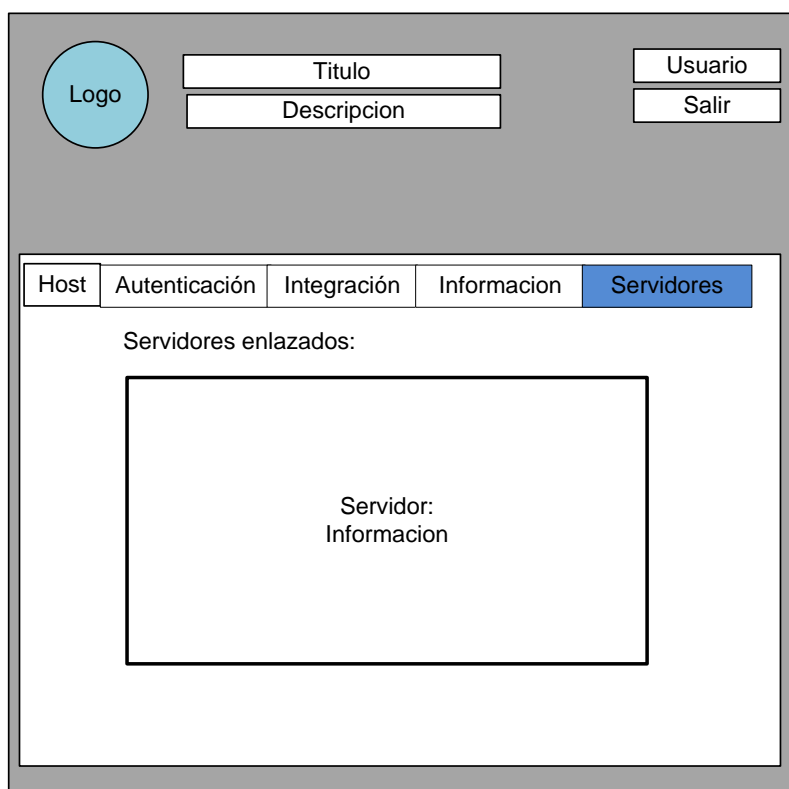 Logo
Titulo
Descripcion
Usuario
Salir
Host
Autenticación
Integración
Informacion
Servidores
Servidores enlazados:
Servidor:
Informacion